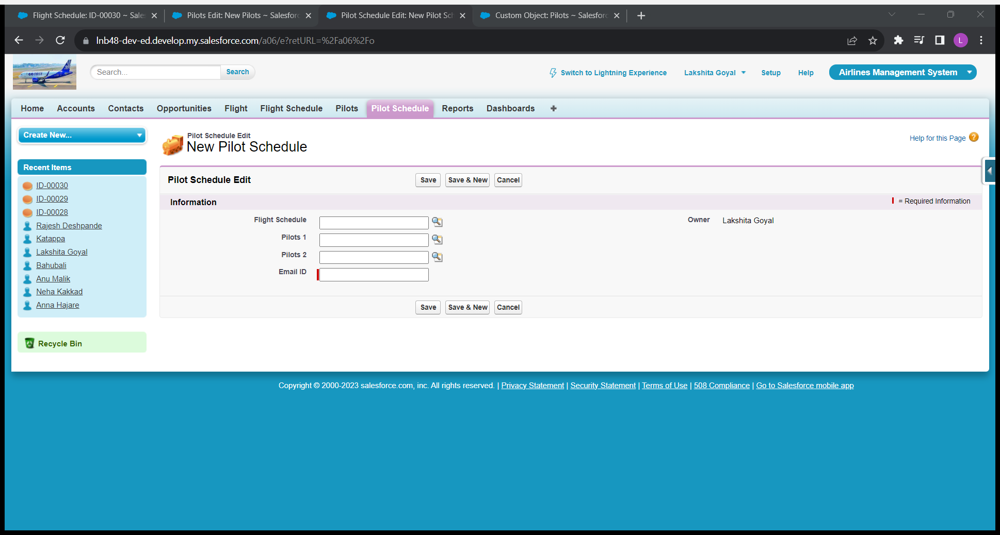 Flight Schedule: ID-00030 ~ Sales
Pilots Edit: New Pilots ~ Salesforc
Pilot Schedule Edit: New Pilot Sch
Custom Object: Pilots ~ Salesforc
lnb48-dev-ed.develop.my.salesforce.com/a06/e?retURL=%2Fa06%2Fo
L
GO FIRST
Search...
Search
Switch to Lightning Experience
Lakshita Goyal
Setup
Help
Airlines Management System
Home Accounts Contacts Opportunities Flight Flight Schedule Pilots Pilot Schedule Reports Dashboards +
Create New...
Recent Items
ID-00030
ID-00029
ID-00028
Rajesh Deshpande
Katappa
Lakshita Goyal
Bahubali
Anu Malik
Neha Kakkad
Anna Hajare
Recycle Bin
Pilot Schedule Edit
New Pilot Schedule
Help for this Page ?
Pilot Schedule Edit
Save Save & New Cancel
Information
= Required Information
Flight Schedule
Owner Lakshita Goyal
Pilots 1
Pilots 2
Email ID
Save Save & New Cancel
Copyright © 2000-2023 salesforce.com, inc. All rights reserved. | Privacy Statement | Security Statement | Terms of Use | 508 Compliance | Go to Salesforce mobile app